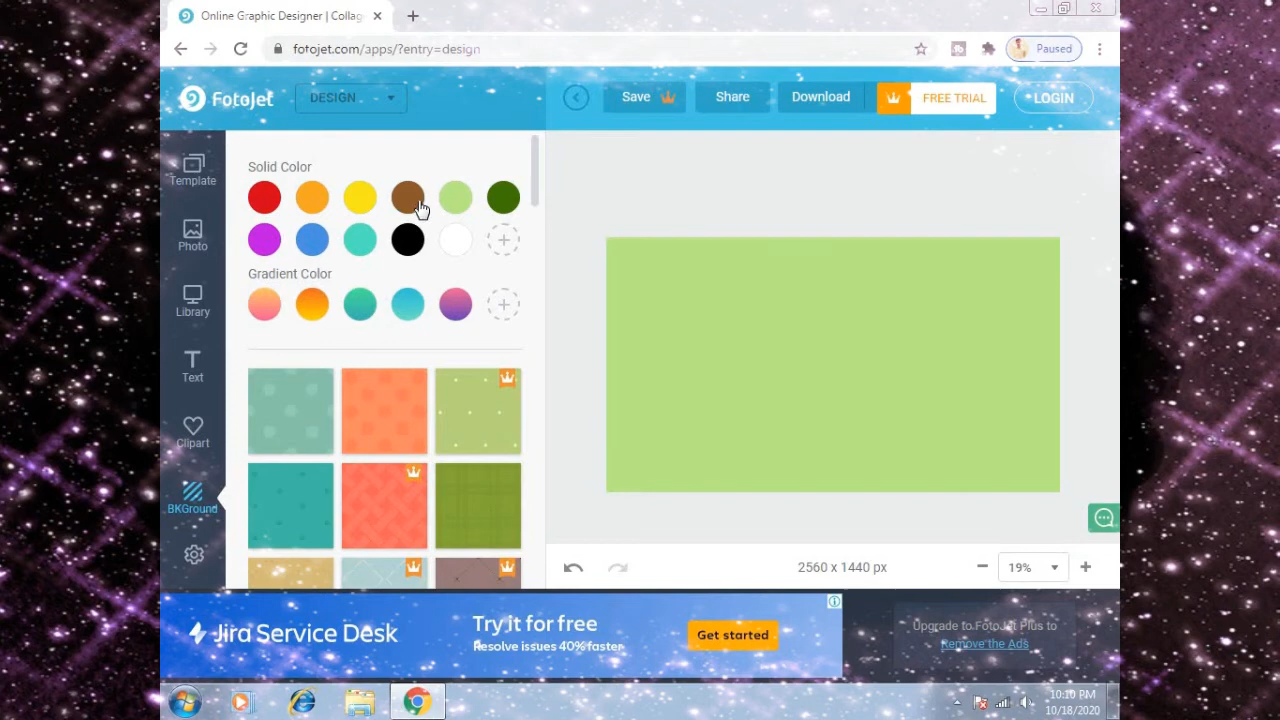 Online Graphic Designer | Collag
fotojet.com/apps/?entry=design
Paused
FotoJet
DESIGN
Save
Share
Download
FREE TRIAL
LOGIN
Template
Photo
Library
Text
Clipart
BKGround
Solid Color
Gradient Color
2560 x 1440 px
19%
Jira Service Desk
Try it for free
Resolve issues 40% faster
Get started
Upgrade to FotoJet Plus to
Remove the Ads
10:10 PM
10/18/2020